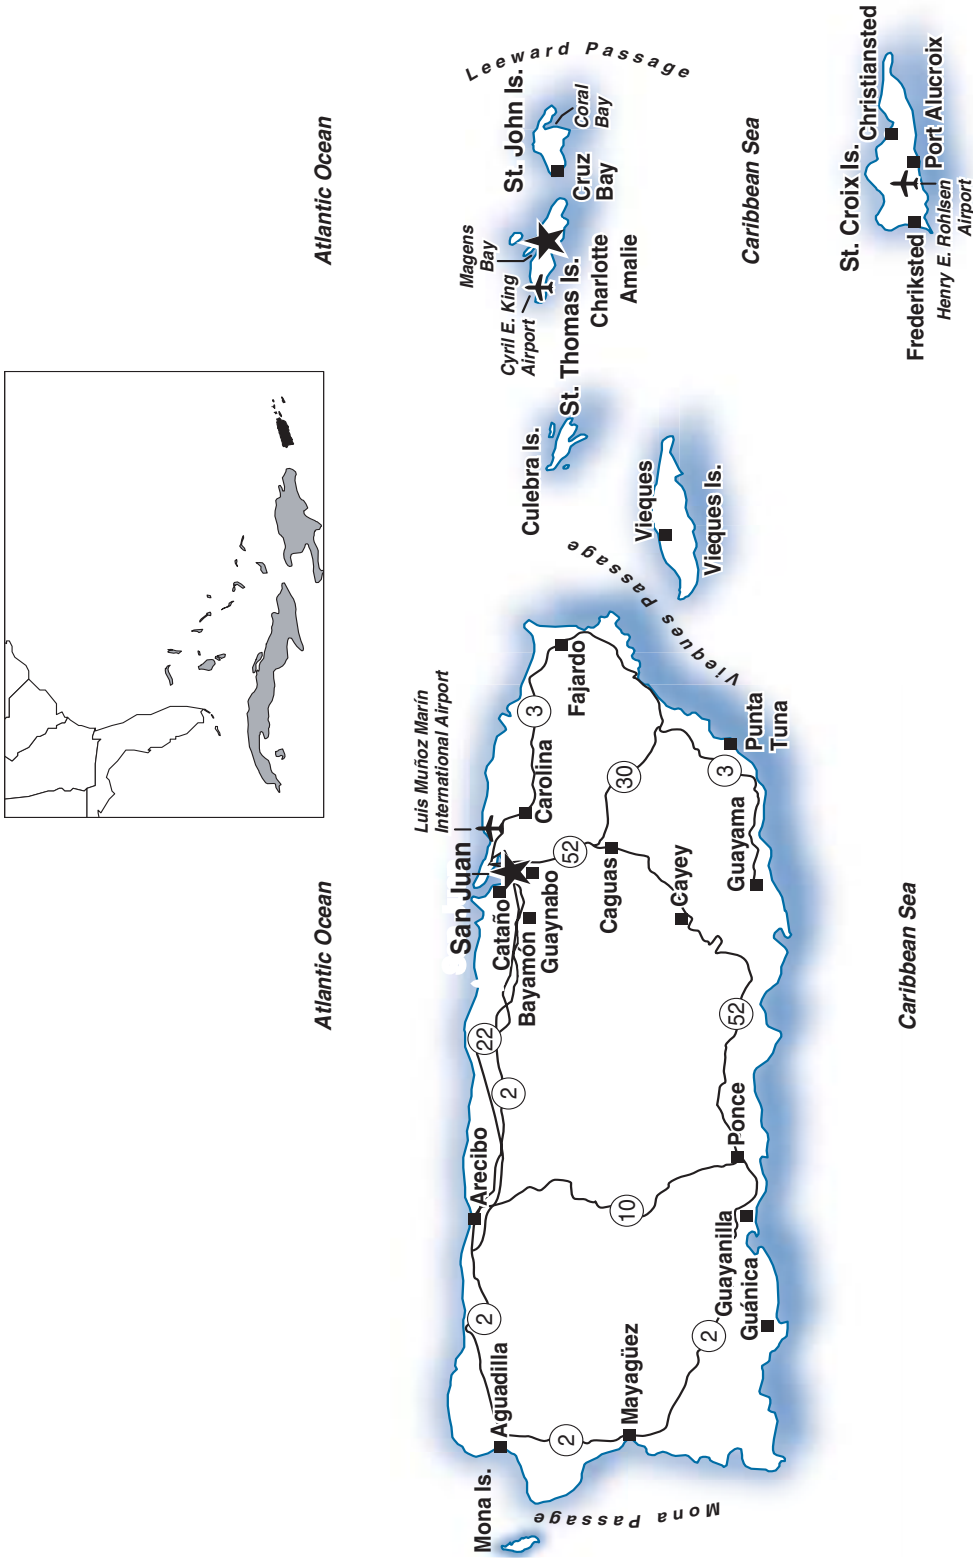 Atlantic Ocean
Atlantic Ocean
Luis Muñoz Marín
International Airport
San Juan
Cataño
Bayamón
Guaynabo
Carolina
Fajardo
Caguas
Cayey
Guayama
Punta
Tuna
Arecibo
Aguadilla
Mayagüez
Ponce
Guayanilla
Guánica
Mona Is.
Mona Passage
2
22
2
2
2
10
52
52
30
3
3
Vieques Passage
Culebra Is.
Vieques
Vieques Is.
Magens
Bay
Cyril E. King
Airport
St. Thomas Is.
Charlotte
Amalie
St. John Is.
Coral
Bay
Cruz
Bay
Leeward Passage
Caribbean Sea
Caribbean Sea
St. Croix Is.
Christiansted
Port Alucroix
Frederiksted
Henry E. Rohlsen
Airport